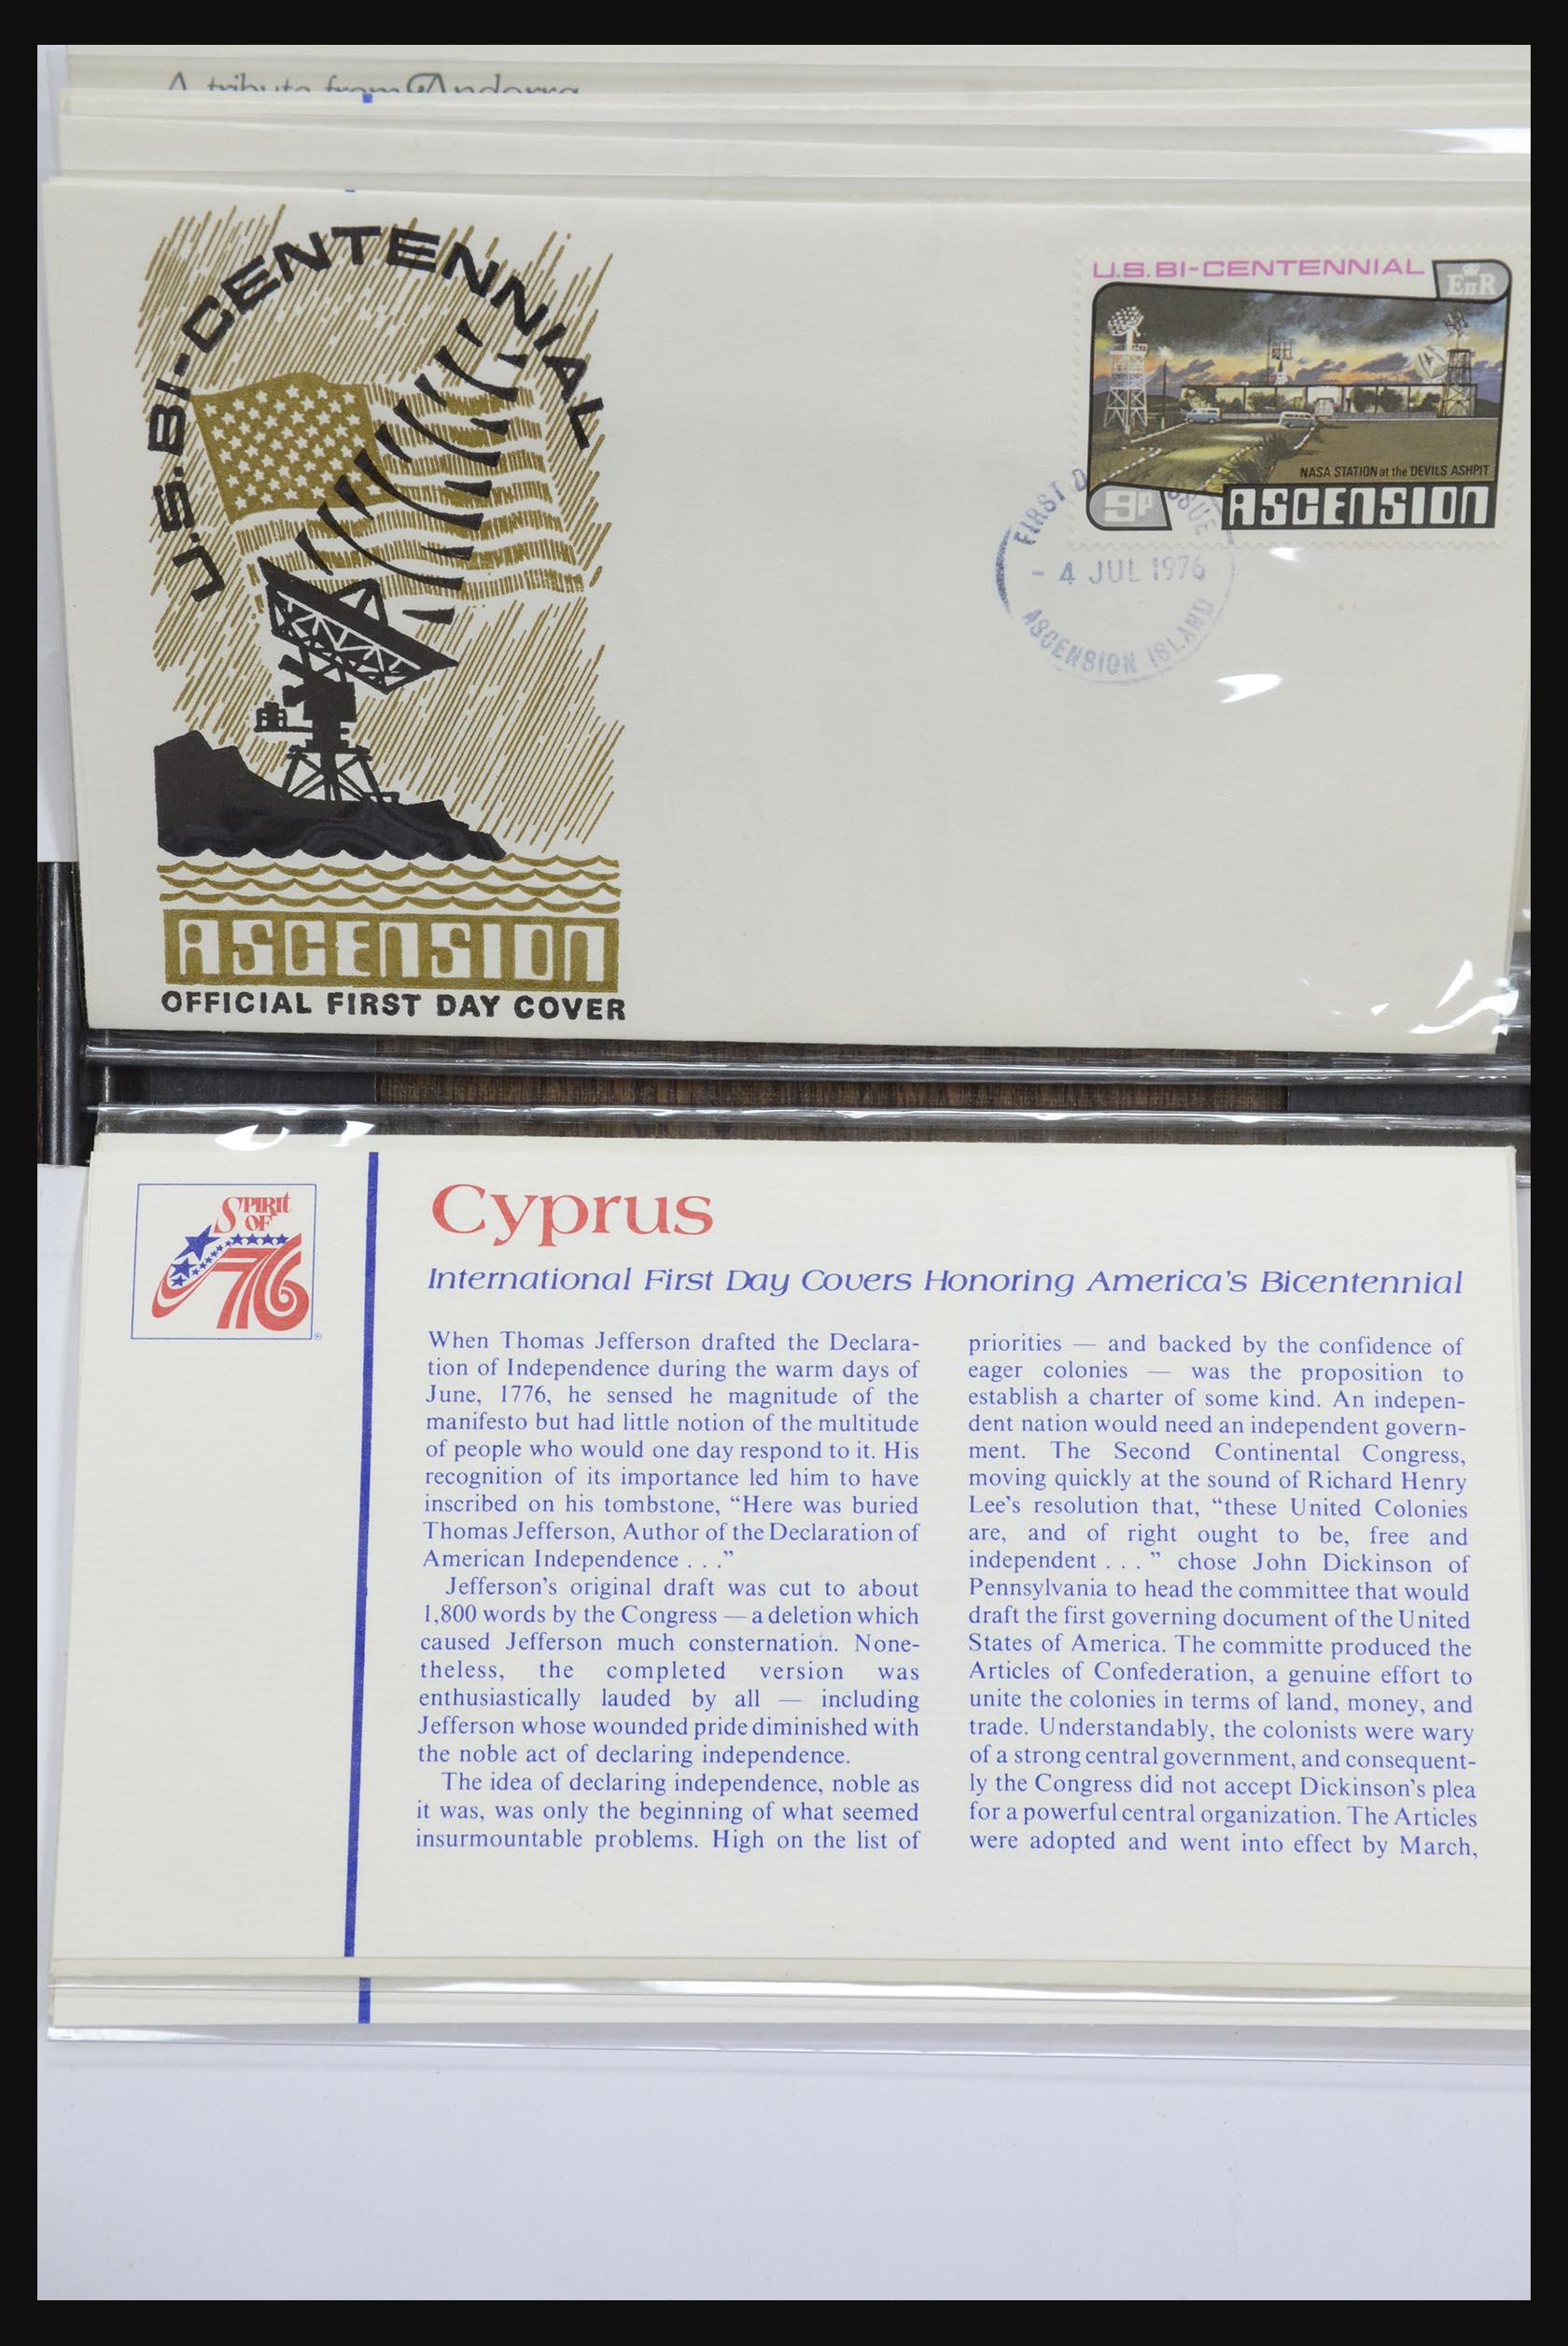 A tribute from Andorra
U.S. BI-CENTENNIAL
ASCENSION
OFFICIAL FIRST DAY COVER
U.S. BI-CENTENNIAL
EIIR
NASA STATION at the DEVILS ASHPIT
9p
ASCENSION
FIRST D ISSUE
- 4 JUL 1976
ASCENSION ISLAND
SPIRIt
OF
76
®
Cyprus
International First Day Covers Honoring America's Bicentennial
When Thomas Jefferson drafted the Declara-
tion of Independence during the warm days of
June, 1776, he sensed he magnitude of the
manifesto but had little notion of the multitude
of people who would one day respond to it. His
recognition of its importance led him to have
inscribed on his tombstone, “Here was buried
Thomas Jefferson, Author of the Declaration of
American Independence . . .”
Jefferson's original draft was cut to about
1,800 words by the Congress — a deletion which
caused Jefferson much consternation. None-
theless, the completed version was
enthusiastically lauded by all — including
Jefferson whose wounded pride diminished with
the noble act of declaring independence.
The idea of declaring independence, noble as
it was, was only the beginning of what seemed
insurmountable problems. High on the list of
priorities — and backed by the confidence of
eager colonies — was the proposition to
establish a charter of some kind. An indepen-
dent nation would need an independent govern-
ment. The Second Continental Congress,
moving quickly at the sound of Richard Henry
Lee's resolution that, “these United Colonies
are, and of right ought to be, free and
independent . . . ” chose John Dickinson of
Pennsylvania to head the committee that would
draft the first governing document of the United
States of America. The committe produced the
Articles of Confederation, a genuine effort to
unite the colonies in terms of land, money, and
trade. Understandably, the colonists were wary
of a strong central government, and consequent-
ly the Congress did not accept Dickinson's plea
for a powerful central organization. The Articles
were adopted and went into effect by March,